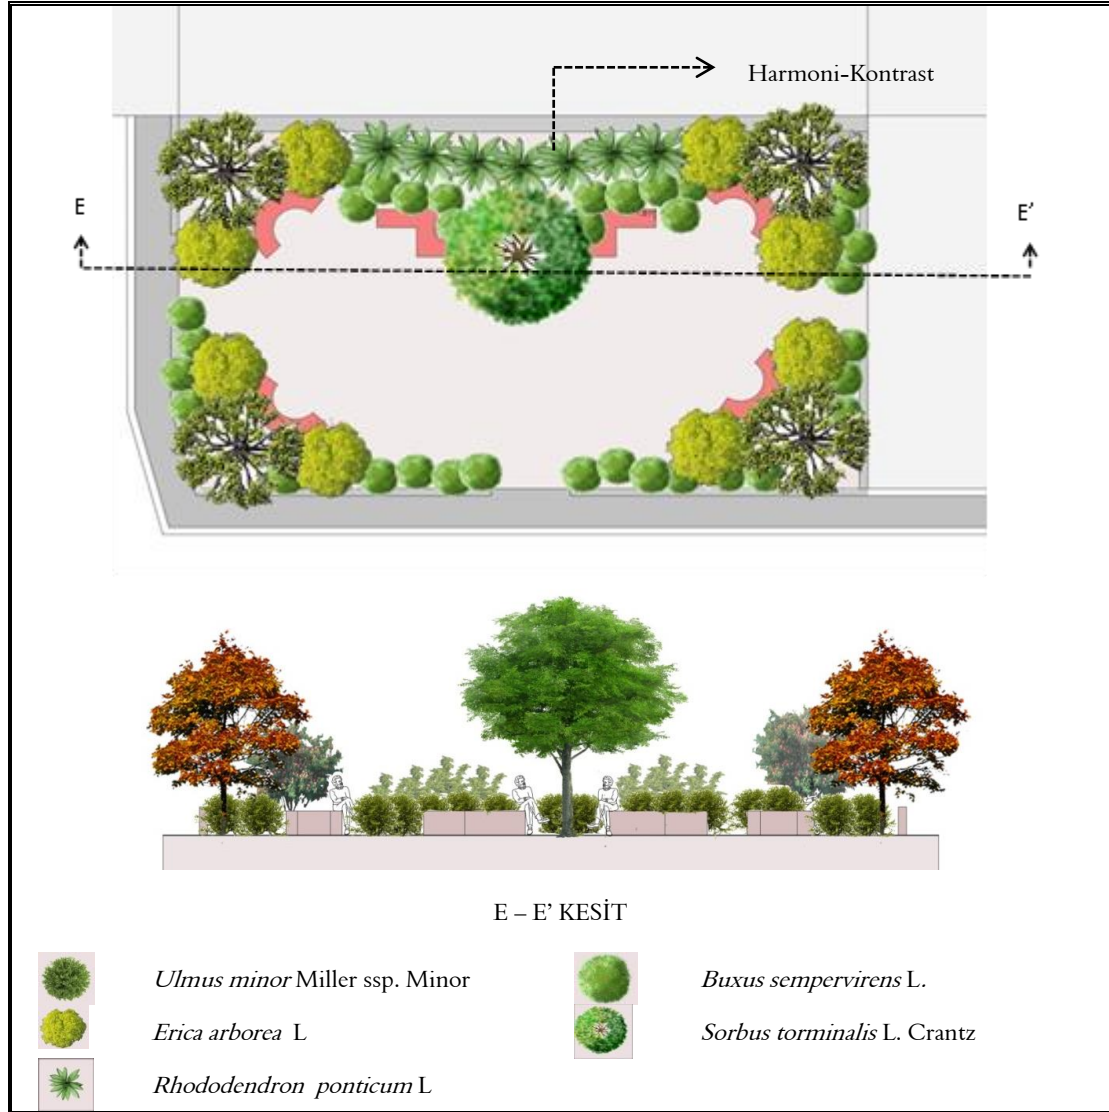 Harmoni-Kontrast
E
E'
E – E’ KESİT
Ulmus minor Miller ssp. Minor
Buxus sempervirens L.
Erica arborea L
Sorbus torminalis L. Crantz
Rhododendron ponticum L